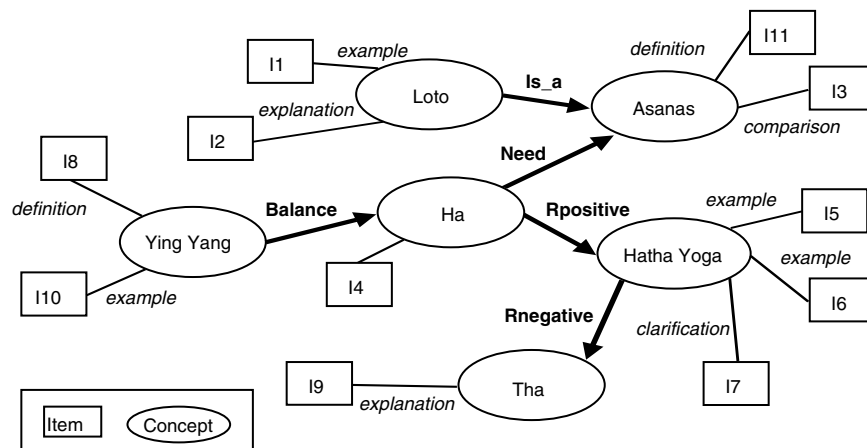 I1
example
explanation
I2
Loto
Is_a
definition
I11
Asanas
I3
comparison
I8
definition
Ying Yang
I10
example
Balance
Ha
I4
Need
Rpositive
Hatha Yoga
example
I5
example
I6
clarification
I7
Rnegative
Tha
I9
explanation
Item
Concept